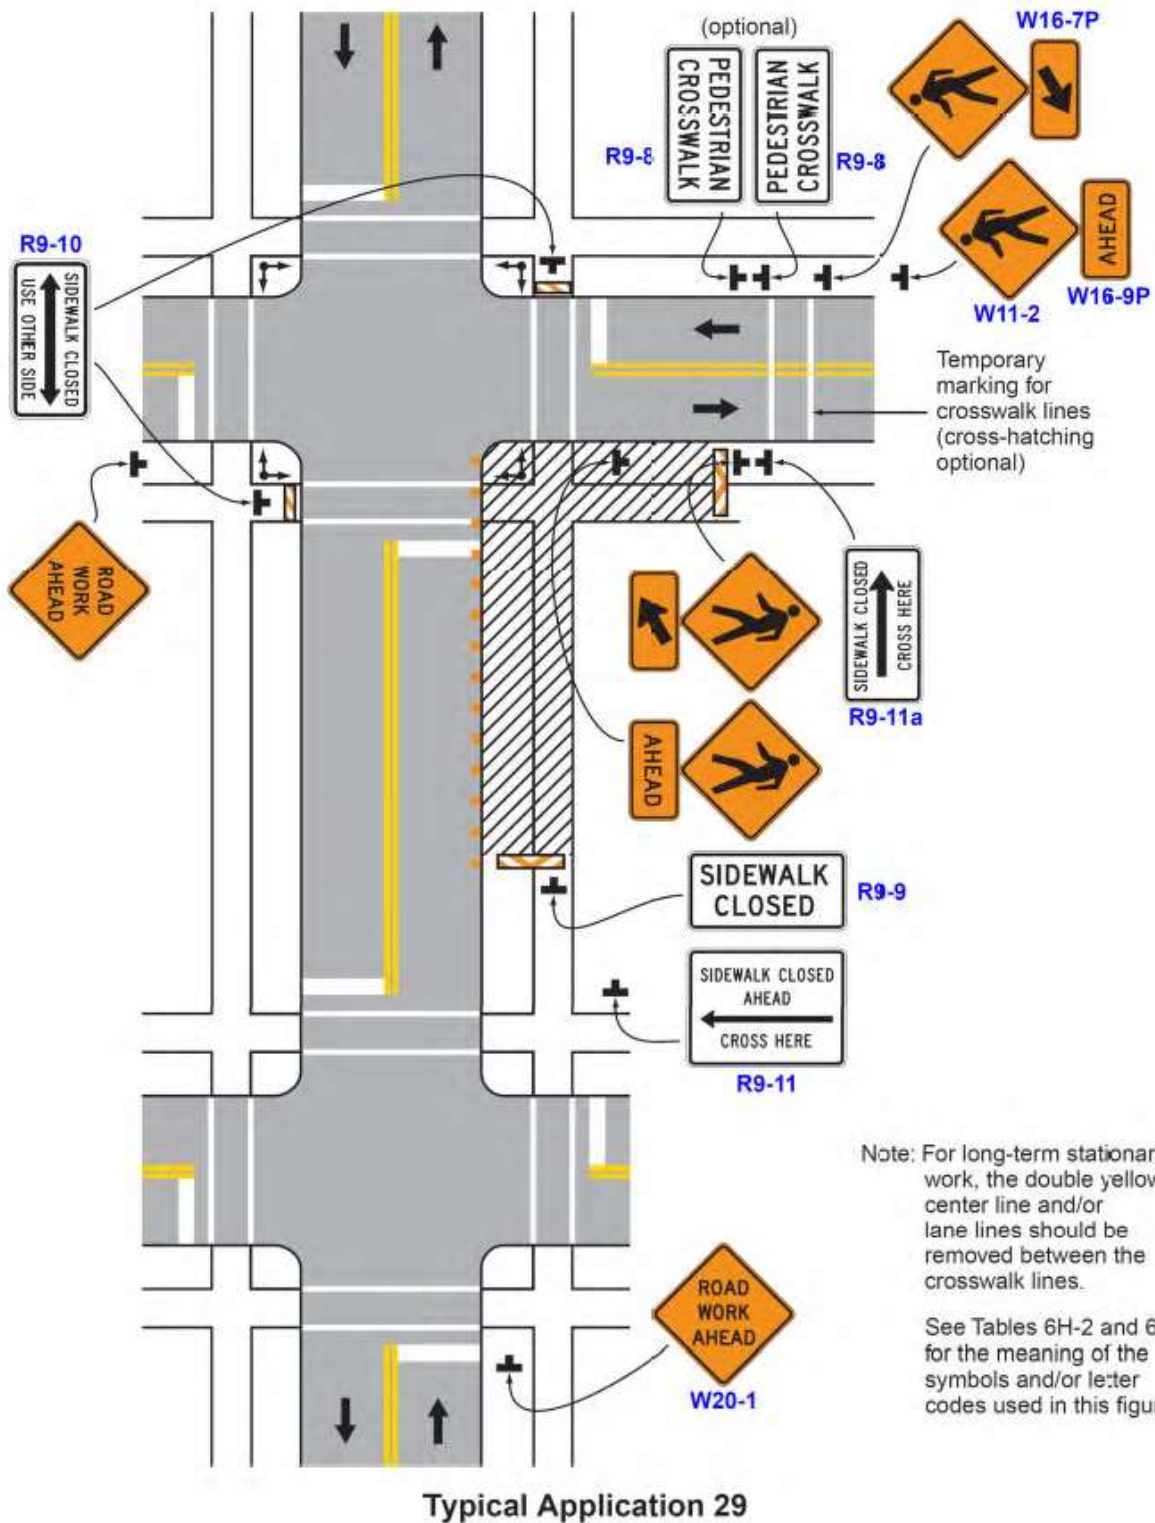 W16-7P
(optional)
PEDESTRIAN
CROSSWALK
PEDESTRIAN
CROSSWALK
R9-8
R9-8
AHEAD
W11-2
W16-9P
R9-10
SIDEWALK CLOSED
USE OTHER SIDE
Temporary
marking for
crosswalk lines
(cross-hatching
optional)
ROAD
WORK
AHEAD
SIDEWALK CLOSED
CROSS HERE
R9-11a
AHEAD
SIDEWALK
CLOSED
R9-9
SIDEWALK CLOSED
AHEAD
CROSS HERE
R9-11
Note: For long-term stationar
work, the double yellow
center line and/or
lane lines should be
removed between the
crosswalk lines.
ROAD
WORK
AHEAD
W20-1
See Tables 6H-2 and 6
for the meaning of the
symbols and/or letter
codes used in this figur
Typical Application 29